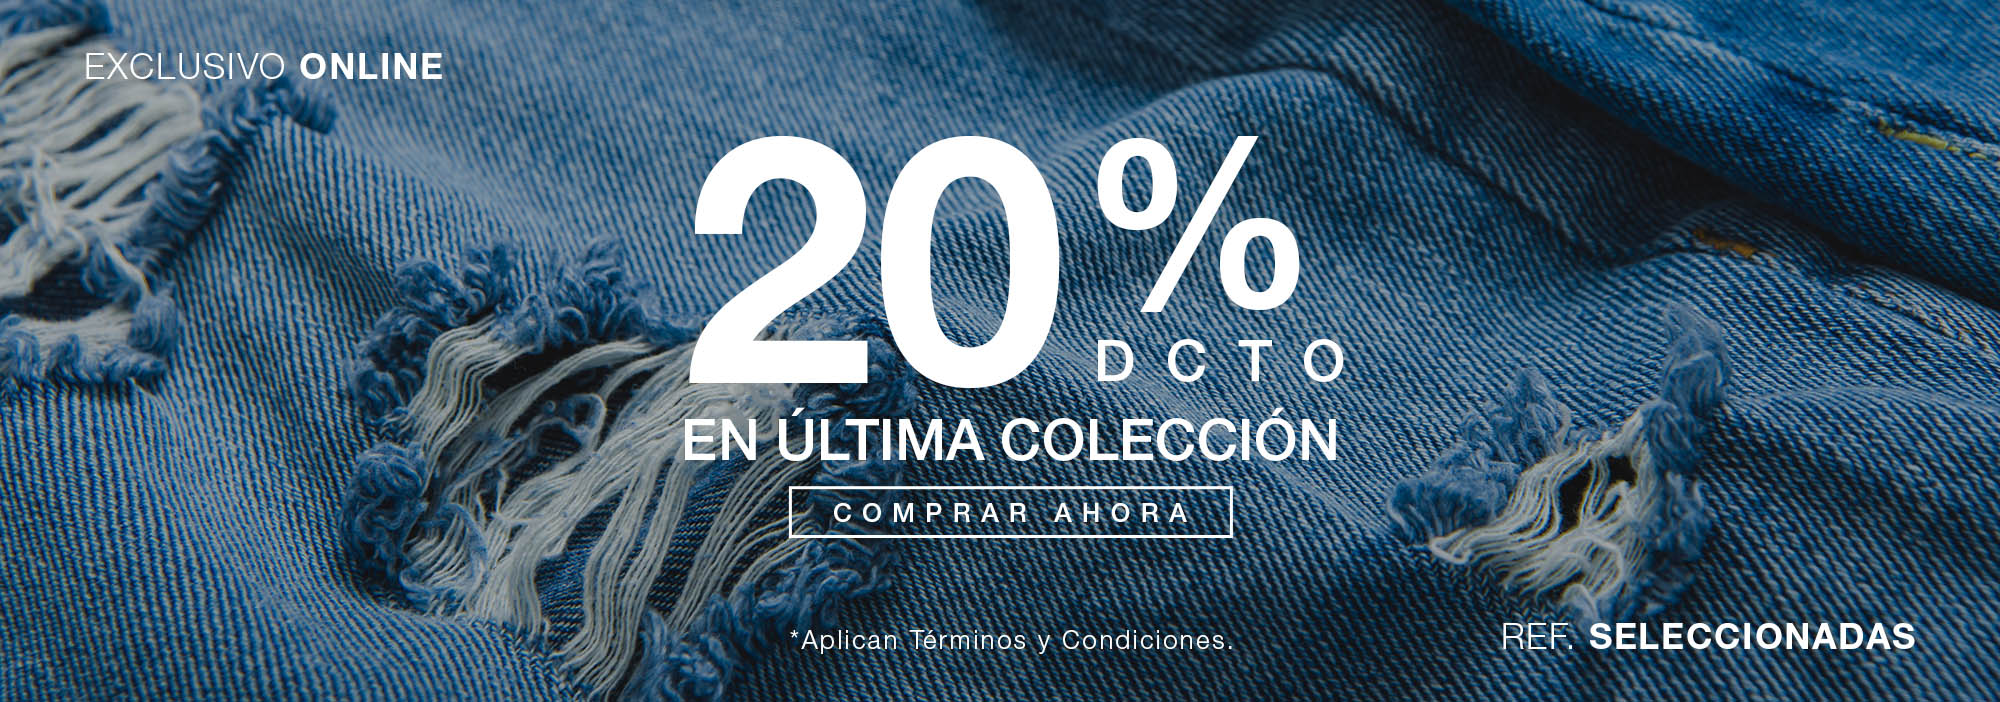 EXCLUSIVO ONLINE
20%
DCTO
EN ÚLTIMA COLECCIÓN
COMPRAR AHORA
*Aplican Términos y Condiciones.
REF. SELECCIONADAS